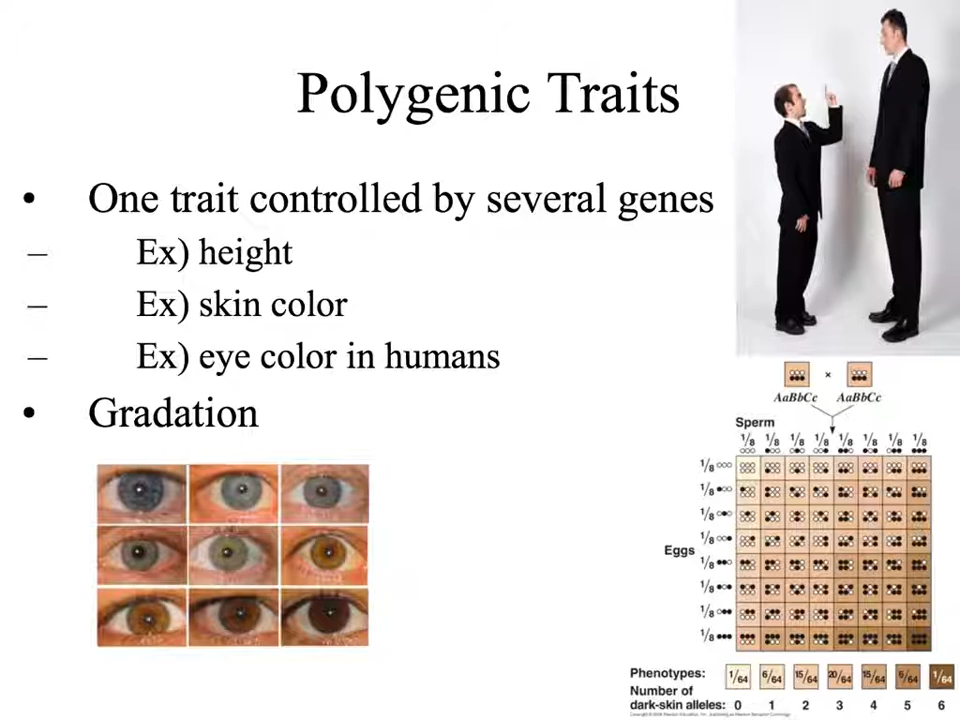 Polygenic Traits
• One trait controlled by several genes
– Ex) height
– Ex) skin color
– Ex) eye color in humans
• Gradation
×
AaBbCc AaBbCc
Sperm
1/8 1/8 1/8 1/8 1/8 1/8 1/8 1/8
1/8
1/8
1/8
1/8
Eggs
1/8
1/8
1/8
1/8
Phenotypes: 1/64 6/64 15/64 20/64 15/64 6/64 1/64
Number of
dark-skin alleles: 0 1 2 3 4 5 6